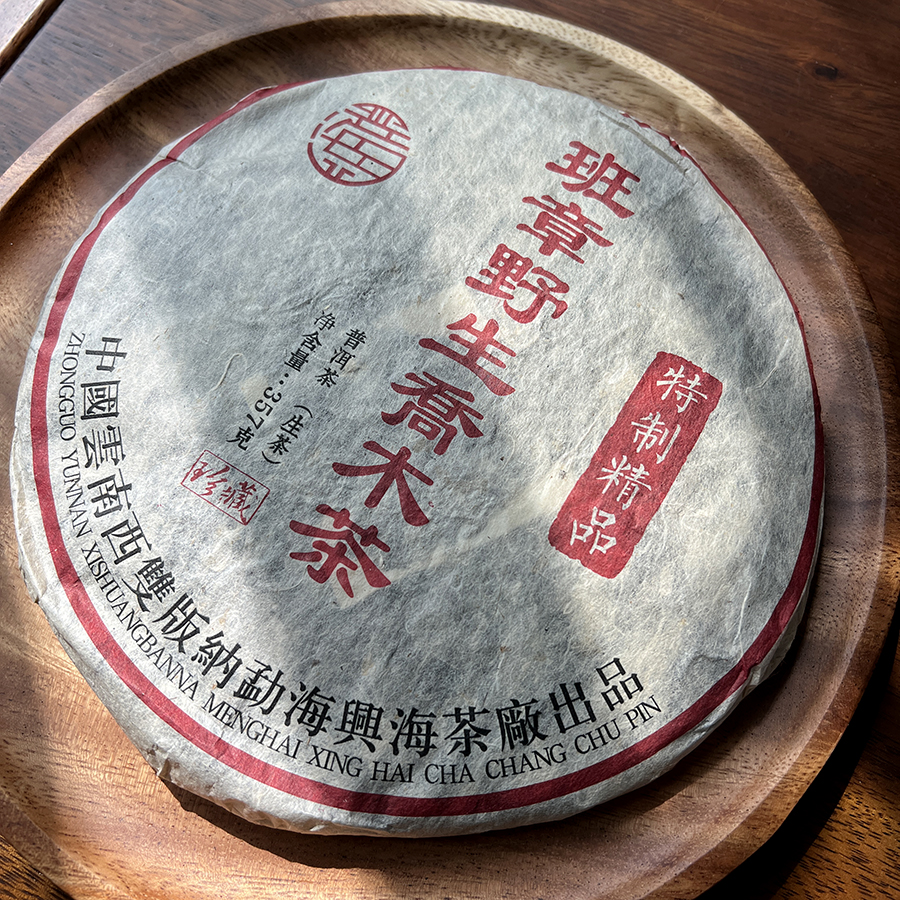 班章野生喬木茶
特制精品
普洱茶（生茶）
净含量：357克
珍藏
中國雲南西雙版納勐海興海茶廠出品
ZHONGGUO YUNNAN XISHUANGBANNA MENGHAI XING HAI CHA CHANG CHU PIN